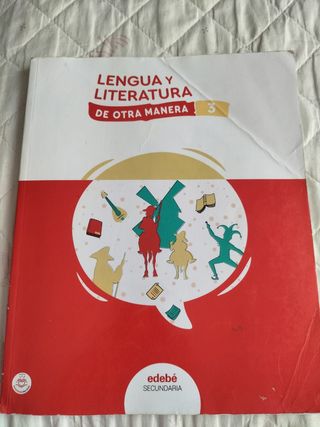 LENGUA Y
LITERATURA
DE OTRA MANERA 3
edebé
SECUNDARIA